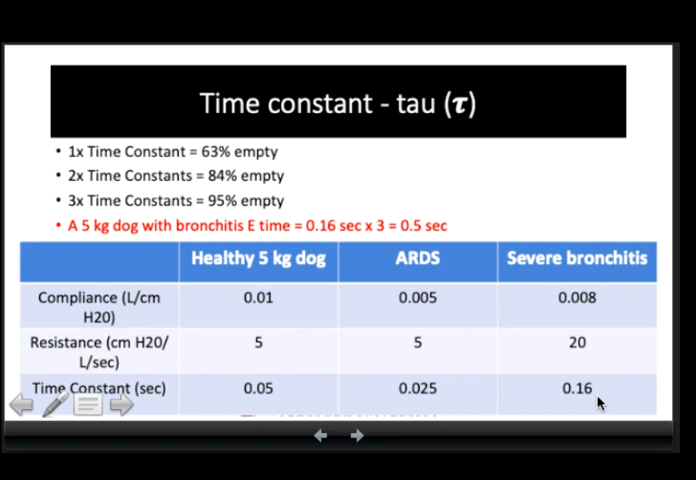 Time constant - tau (τ)
• 1x Time Constant = 63% empty
• 2x Time Constants = 84% empty
• 3x Time Constants = 95% empty
• A 5 kg dog with bronchitis E time = 0.16 sec x 3 = 0.5 sec
Healthy 5 kg dog ARDS Severe bronchitis
Compliance (L/cm H20) 0.01 0.005 0.008
Resistance (cm H20/ L/sec) 5 5 20
Time Constant (sec) 0.05 0.025 0.16